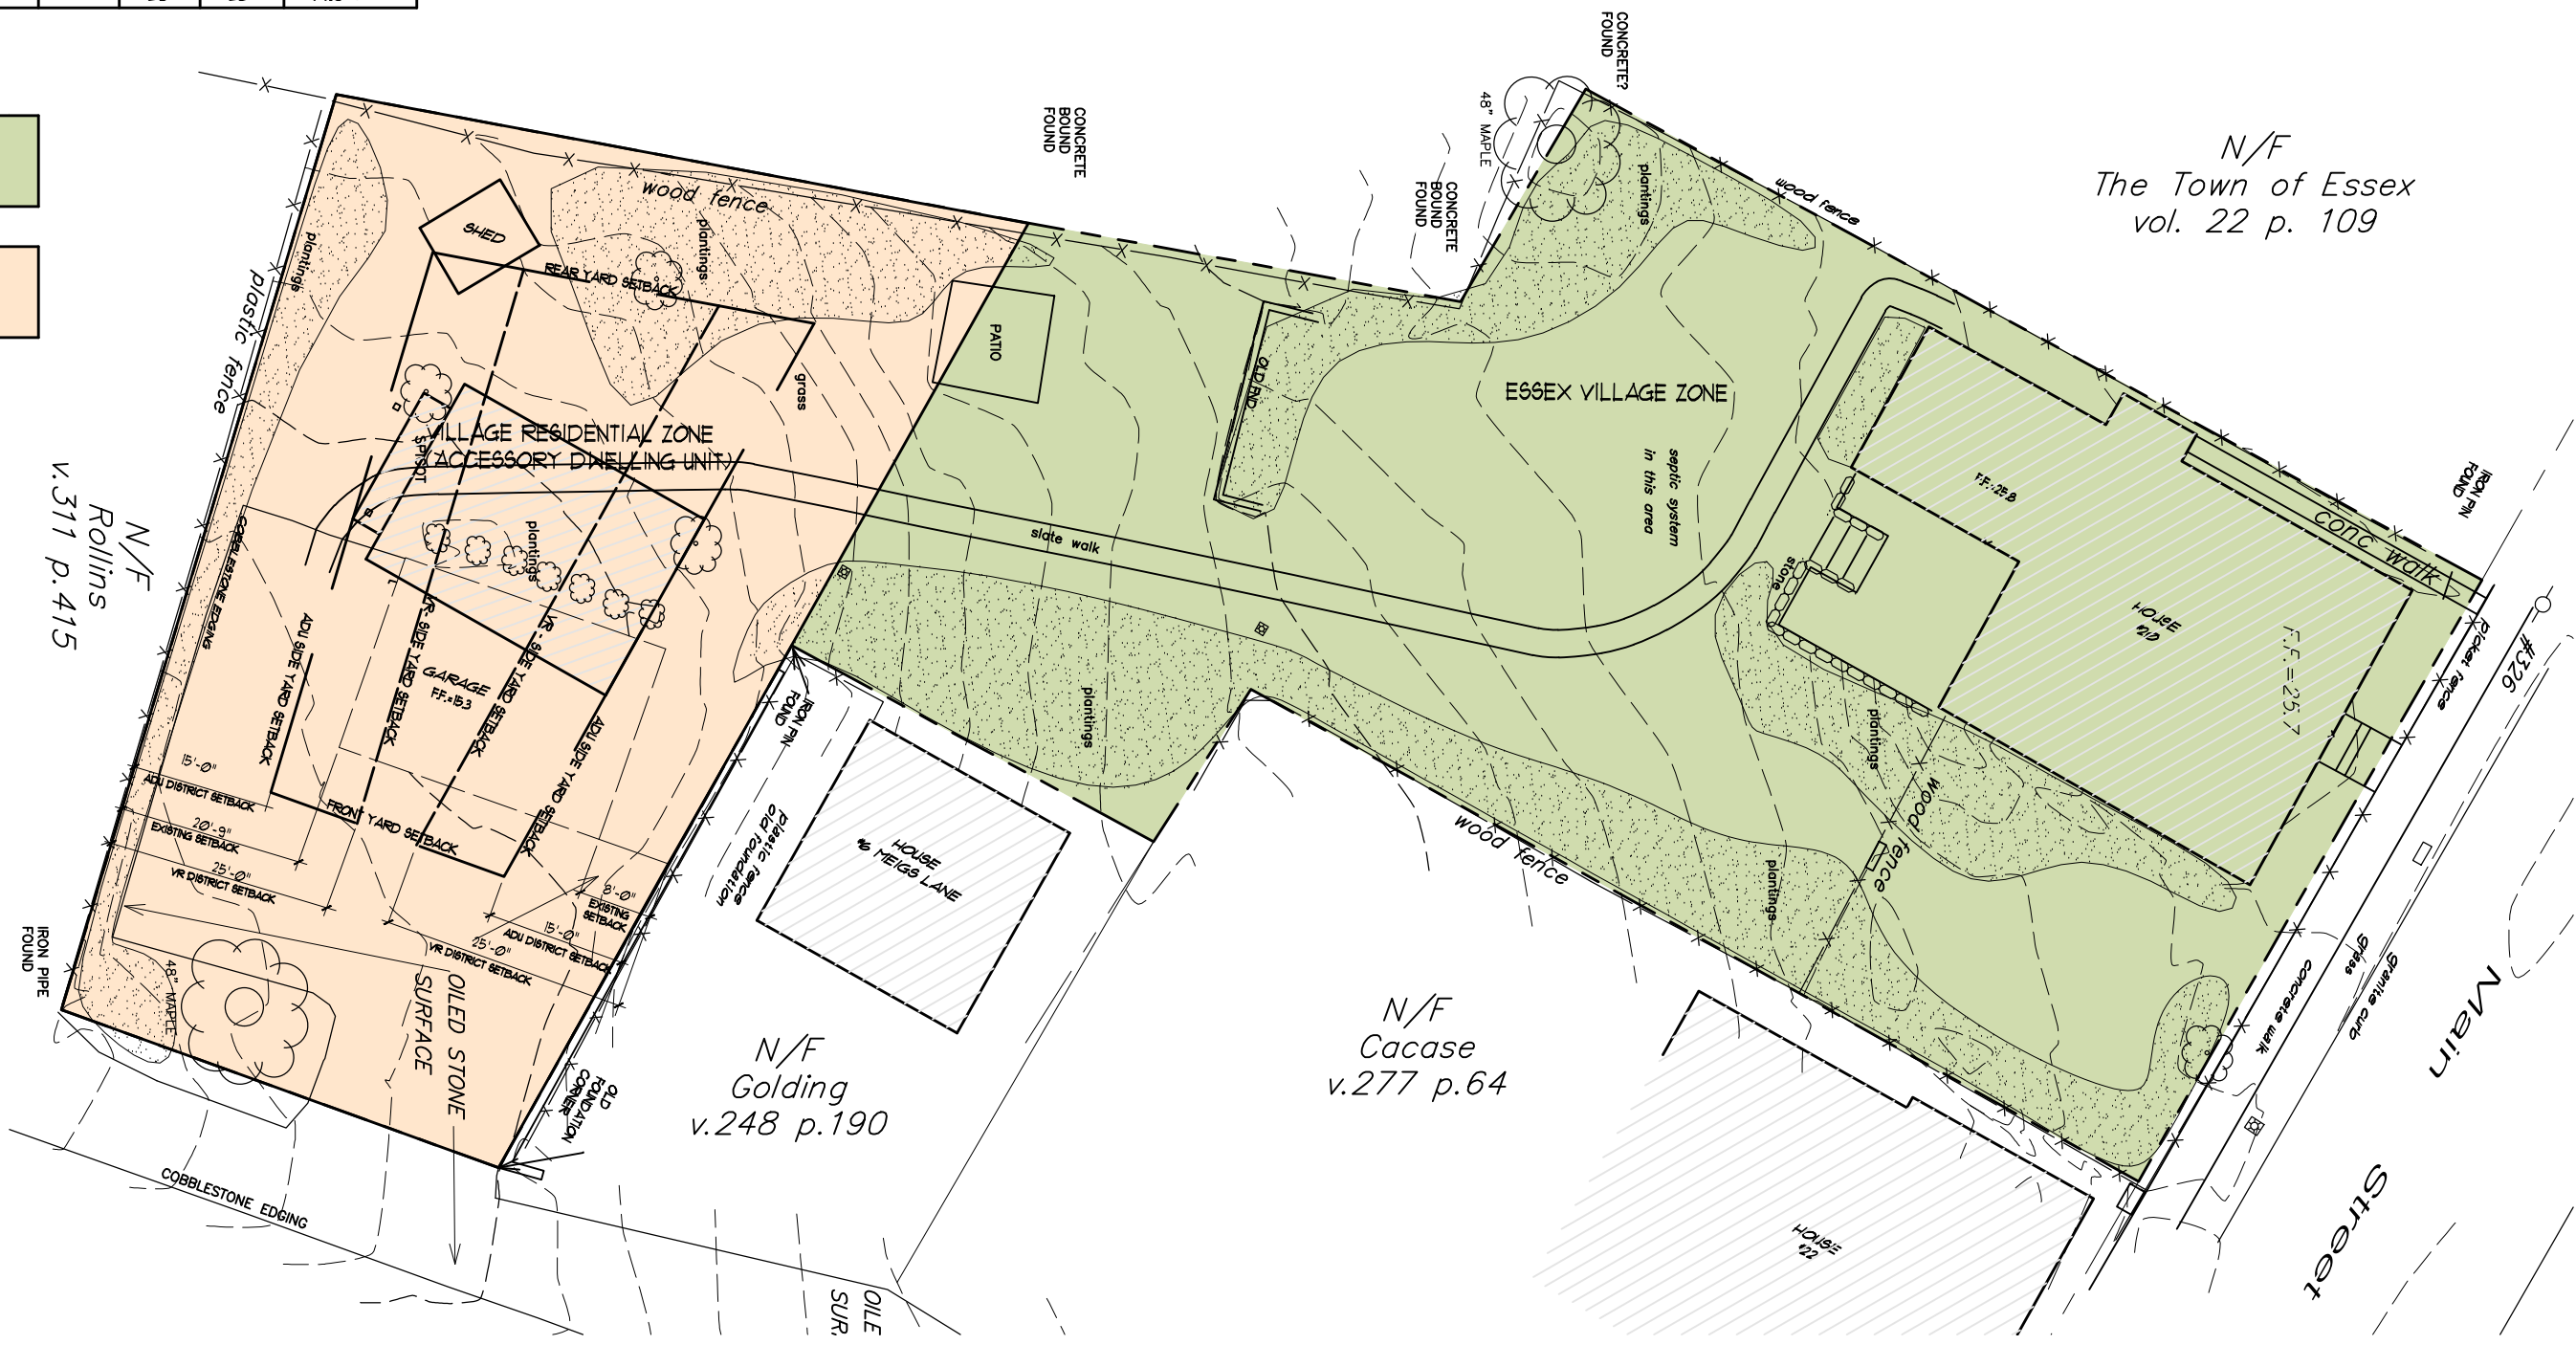 CONCRETE?
FOUND
48" MAPLE
CONCRETE
BOUND
FOUND
CONCRETE
BOUND
FOUND
N/F
The Town of Essex
vol. 22 p. 109
wood fence
plantings
wood fence
plantings
SHED
REAR YARD SETBACK
plantings
plastic fence
grass
PATIO
OLD FND
ESSEX VILLAGE ZONE
septic system
in this area
VILLAGE RESIDENTIAL ZONE
(ACCESSORY DWELLING UNIT)
SPIGOT
plantings
slate walk
F.F.=25.8
IRON PIN
FOUND
conc walk
HOUSE
#20
F.F.=25.7
picket fence
#326
stone
plantings
plantings
wood fence
plantings
wood fence
N/F
Rollins
v.311 p.415
COBBLESTONE EDGING
ADU SIDE YARD SETBACK
VR - SIDE YARD SETBACK
VR - SIDE YARD SETBACK
ADU SIDE YARD SETBACK
GARAGE
F.F.=15.3
FRONT YARD SETBACK
15'-0"
ADU DISTRICT SETBACK
20'-9"
EXISTING SETBACK
25'-0"
VR DISTRICT SETBACK
8'-0"
EXISTING
SETBACK
15'-0"
ADU DISTRICT SETBACK
25'-0"
VR DISTRICT SETBACK
IRON PIN
FOUND
plastic fence
old foundation
HOUSE
#6 MEIGS LANE
IRON PIPE
FOUND
48" MAPLE
OILED STONE
SURFACE
OLD
FOUNDATION
CORNER
N/F
Golding
v.248 p.190
N/F
Cacase
v.277 p.64
COBBLESTONE EDGING
OILE
SUR.
HOUSE
#22
concrete walk
grass
granite curb
Main
Street